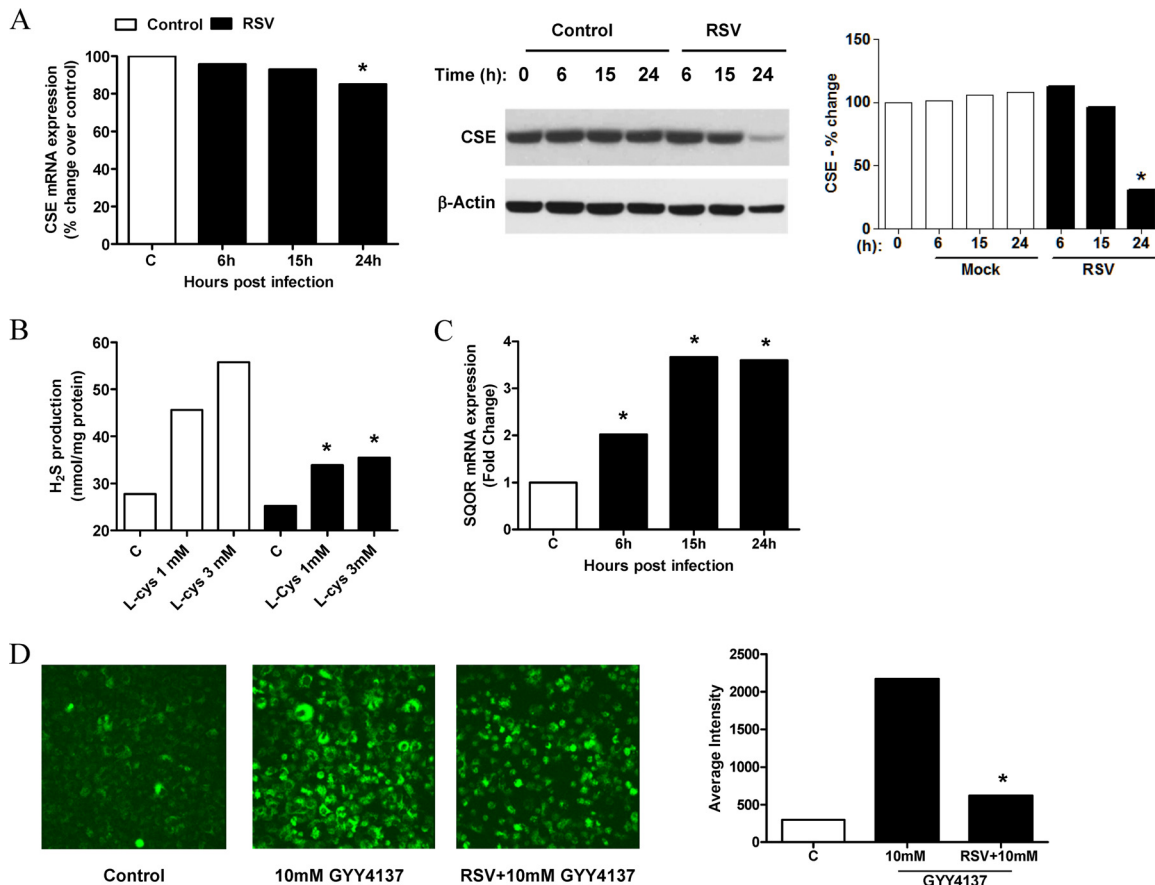 A
Control RSV
CSE mRNA expression
(% change over control)
100
80
60
40
20
0
C 6h 15h 24h
*
Hours post infection
Control RSV
Time (h): 0 6 15 24 6 15 24
CSE
β-Actin
CSE - % change
150
100
50
0
*
(h): 0 6 15 24 6 15 24
Mock RSV
B
H₂S production
(nmol/mg protein)
60
50
40
30
20
* *
C L-cys 1 mM L-cys 3 mM C L-Cys 1mM L-cys 3mM
C
SQOR mRNA expression
(Fold Change)
4
3
2
1
0
* * *
C 6h 15h 24h
Hours post infection
D
Control 10mM GYY4137 RSV+10mM GYY4137
Average Intensity
2500
2000
1500
1000
500
0
*
C 10mM RSV+10mM
GYY4137